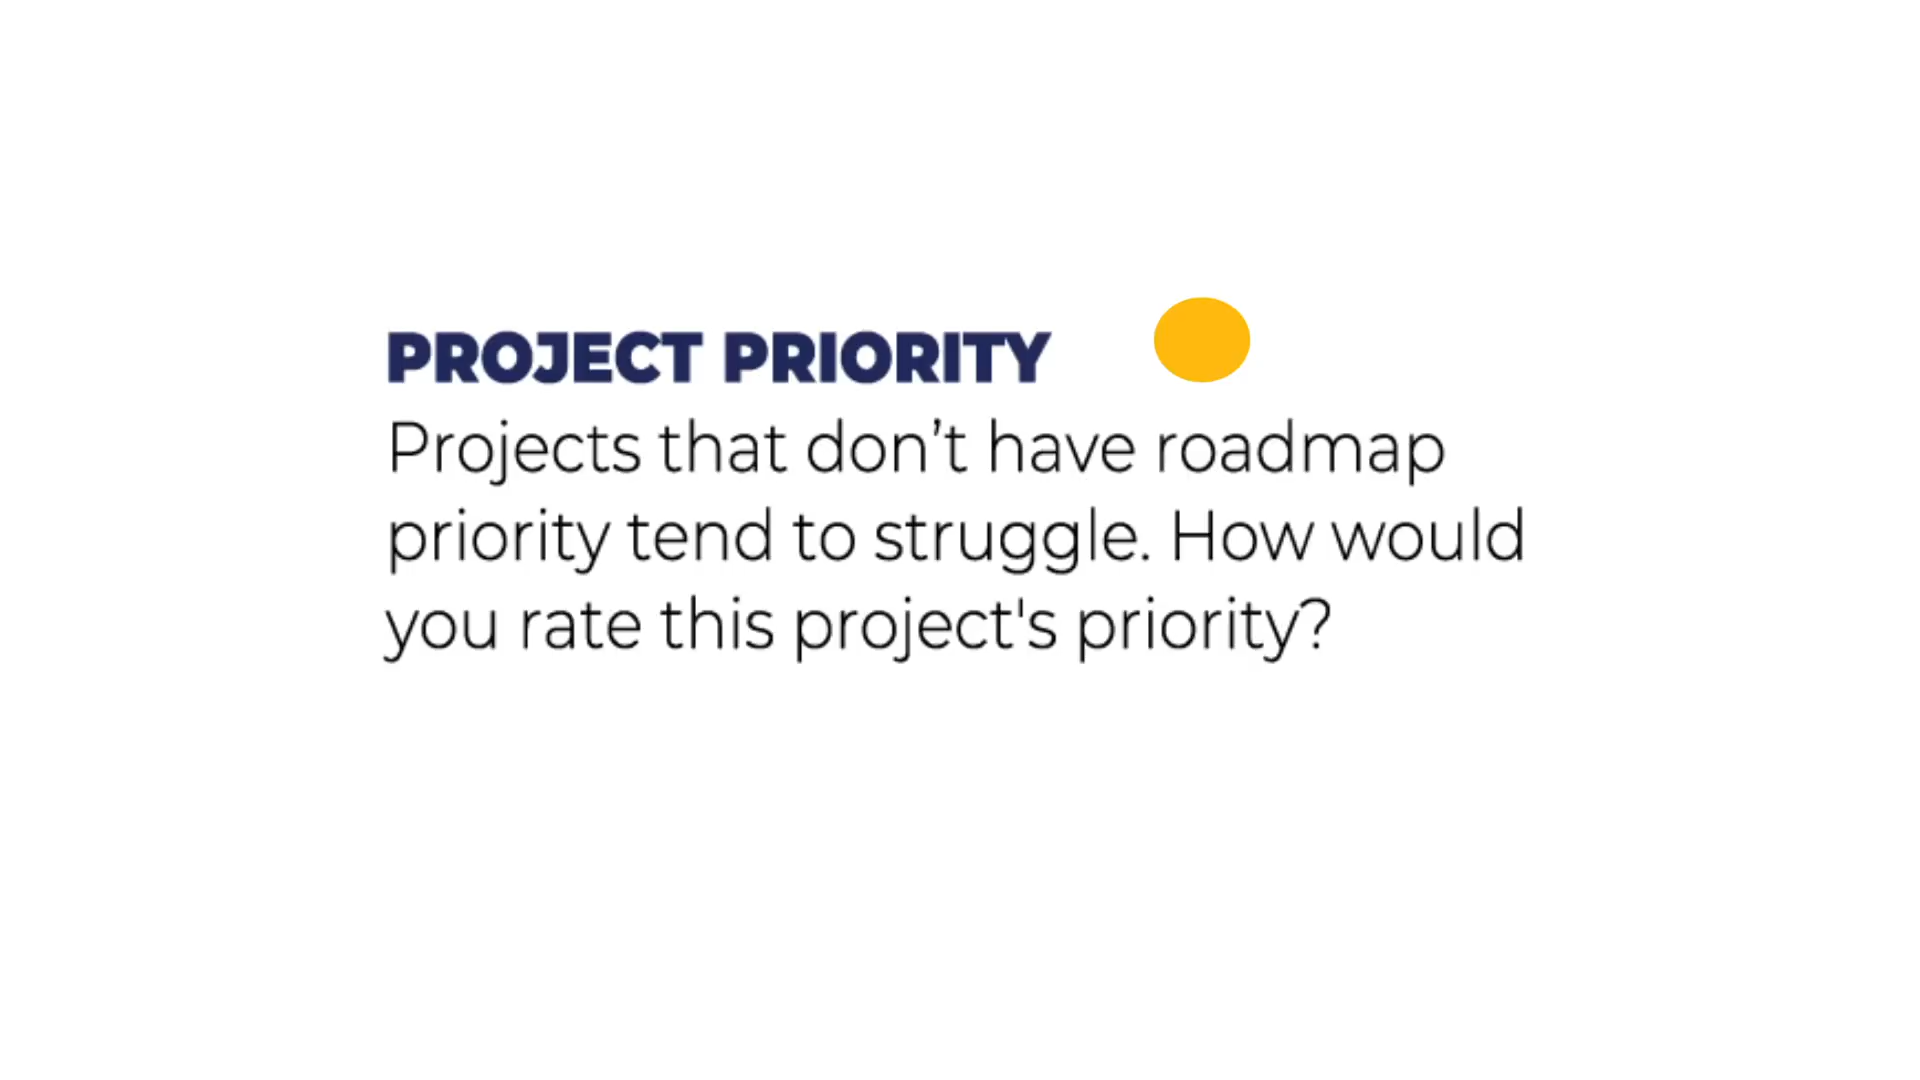 PROJECT PRIORITY
Projects that don’t have roadmap
priority tend to struggle. How would
you rate this project's priority?